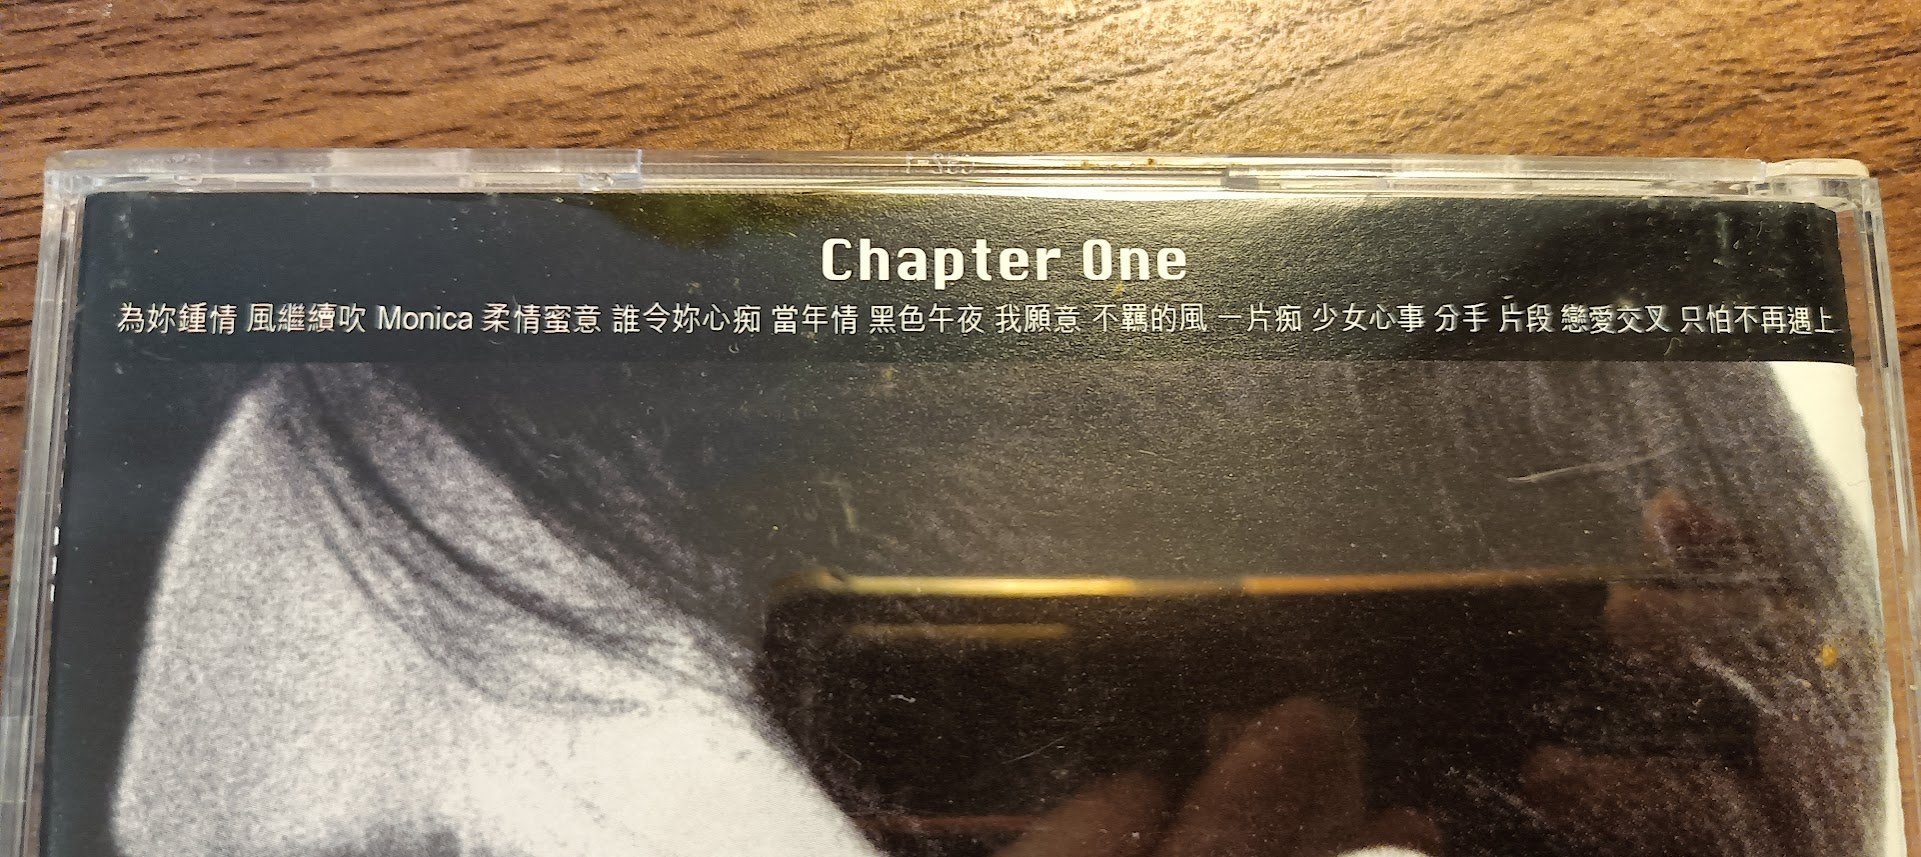 Chapter One
為妳鍾情 風繼續吹 Monica 柔情蜜意 誰令妳心痴 當年情 黑色午夜 我願意 不羈的風 一片痴 少女心事 分手 片段 戀愛交叉 只怕不再遇上